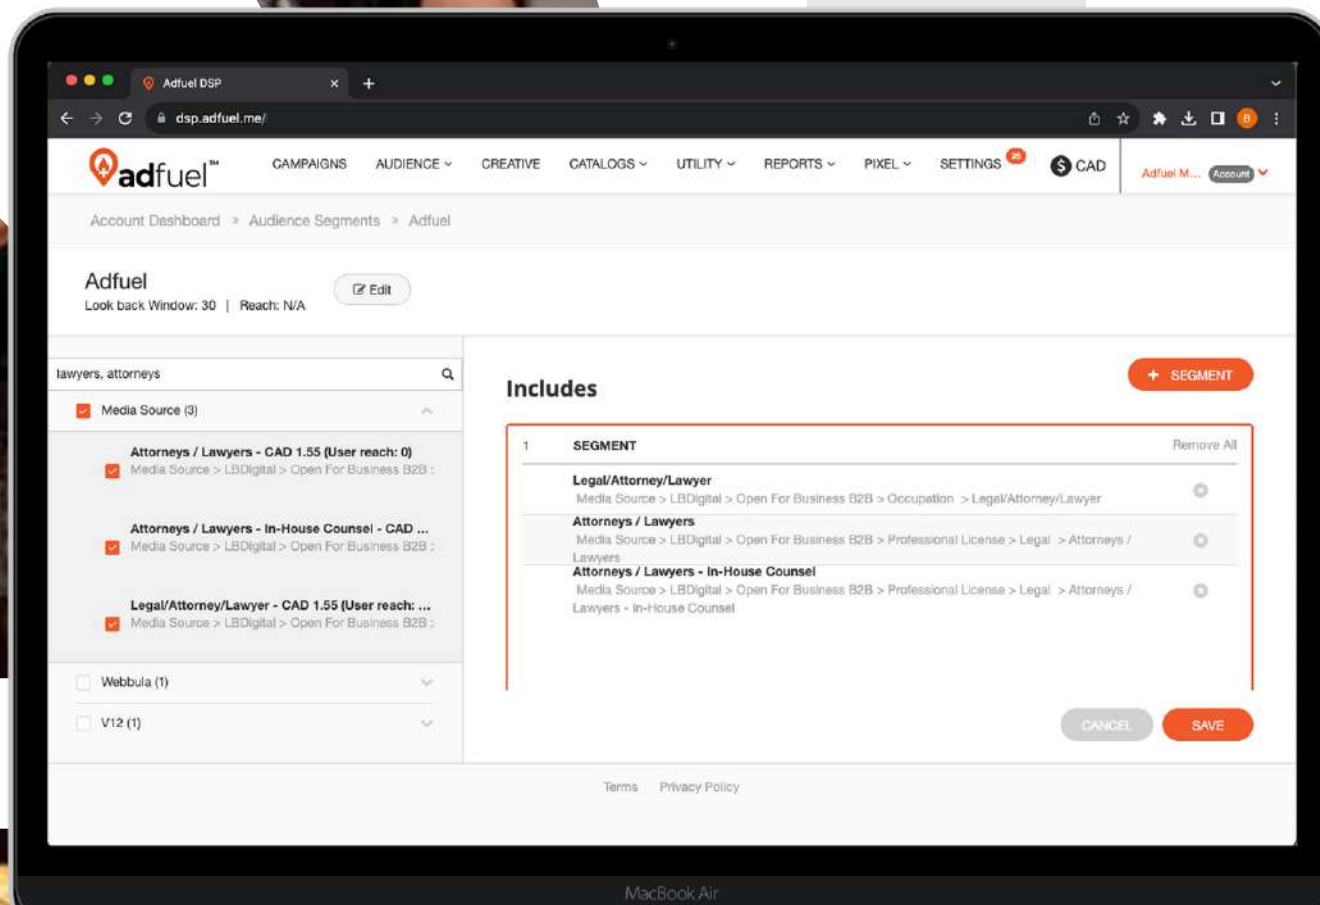 Adfuel DSP
dsp.adfuel.me/
B
adfuel™
CAMPAIGNS AUDIENCE CREATIVE CATALOGS UTILITY REPORTS PIXEL SETTINGS $ CAD
Adfuel M... Account
Account Dashboard » Audience Segments » Adfuel
Adfuel
Edit
Look back Window: 30 | Reach: N/A
lawyers, attorneys
Media Source (3)
Attorneys / Lawyers - CAD 1.55 (User reach: 0)
Media Source > LBDigital > Open For Business B2B :
Attorneys / Lawyers - In-House Counsel - CAD ...
Media Source > LBDigital > Open For Business B2B :
Legal/Attorney/Lawyer - CAD 1.55 (User reach: ...
Media Source > LBDigital > Open For Business B2B :
Webbula (1)
V12 (1)
Includes
+ SEGMENT
1 SEGMENT Remove All
Legal/Attorney/Lawyer
Media Source > LBDigital > Open For Business B2B > Occupation > Legal/Attorney/Lawyer
Attorneys / Lawyers
Media Source > LBDigital > Open For Business B2B > Professional License > Legal > Attorneys /
Lawyers
Attorneys / Lawyers - In-House Counsel
Media Source > LBDigital > Open For Business B2B > Professional License > Legal > Attorneys /
Lawyers - In-House Counsel
CANCEL SAVE
Terms Privacy Policy
MacBook Air